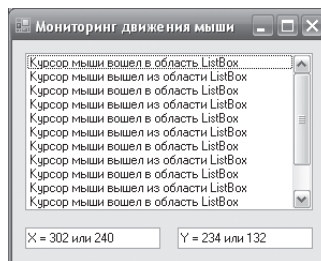 Мониторинг движения мыши
Курсор мыши вошел в область ListBox
Курсор мыши вышел из области ListBox
Курсор мыши вошел в область ListBox
Курсор мыши вышел из области ListBox
Курсор мыши вошел в область ListBox
Курсор мыши вышел из области ListBox
Курсор мыши вошел в область ListBox
Курсор мыши вышел из области ListBox
Курсор мыши вошел в область ListBox
Курсор мыши вышел из области ListBox
Курсор мыши вошел в область ListBox
X = 302 или 240
Y = 234 или 132